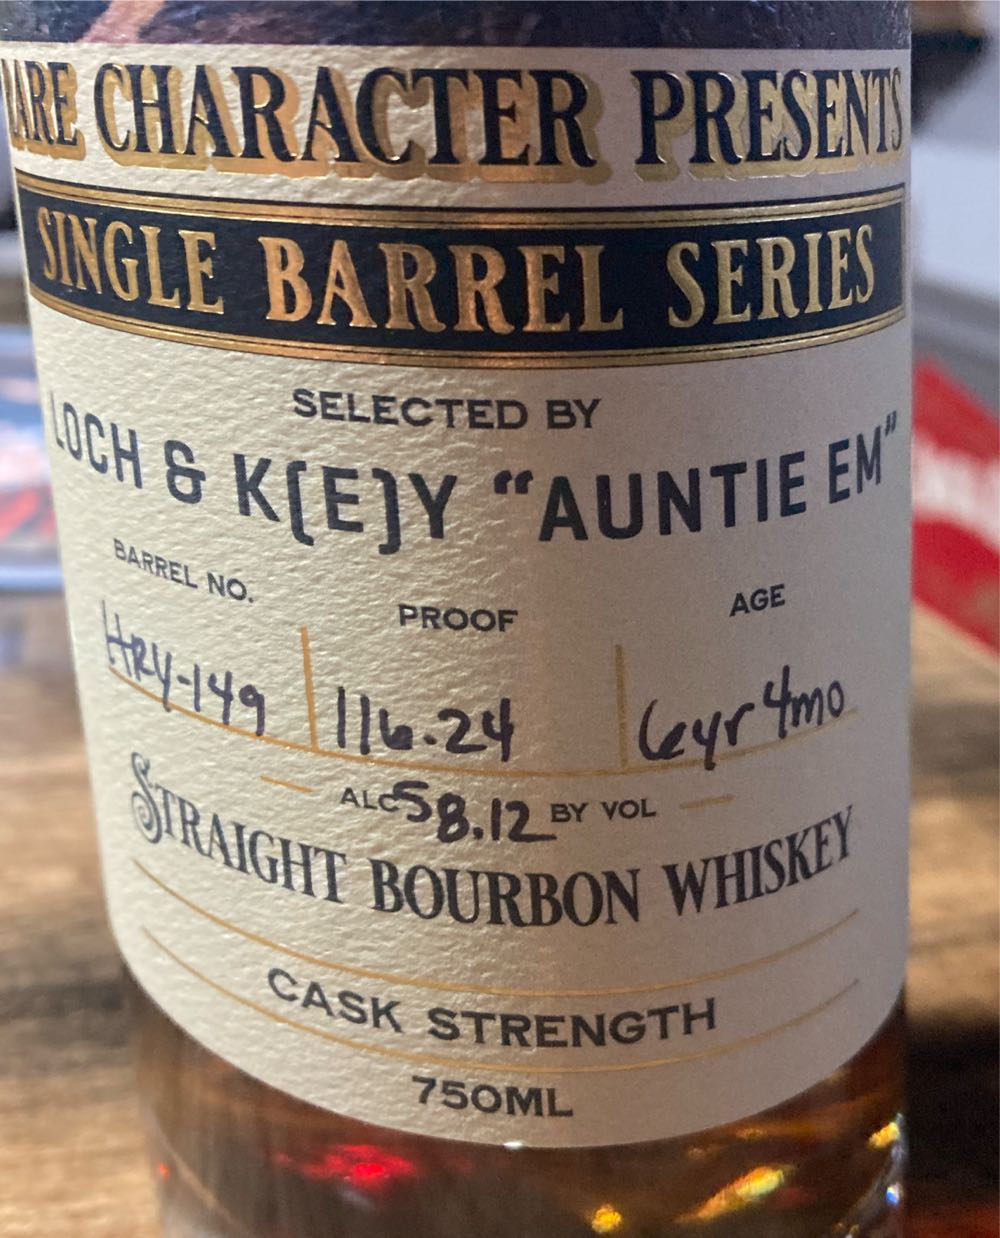 RARE CHARACTER PRESENTS
SINGLE BARREL SERIES
SELECTED BY
LOCH & K[E]Y “AUNTIE EM”
BARREL NO. PROOF AGE
HRY-149 116.24 6yr 4mo
ALC 58.12 BY VOL
STRAIGHT BOURBON WHISKEY
CASK STRENGTH
750ML